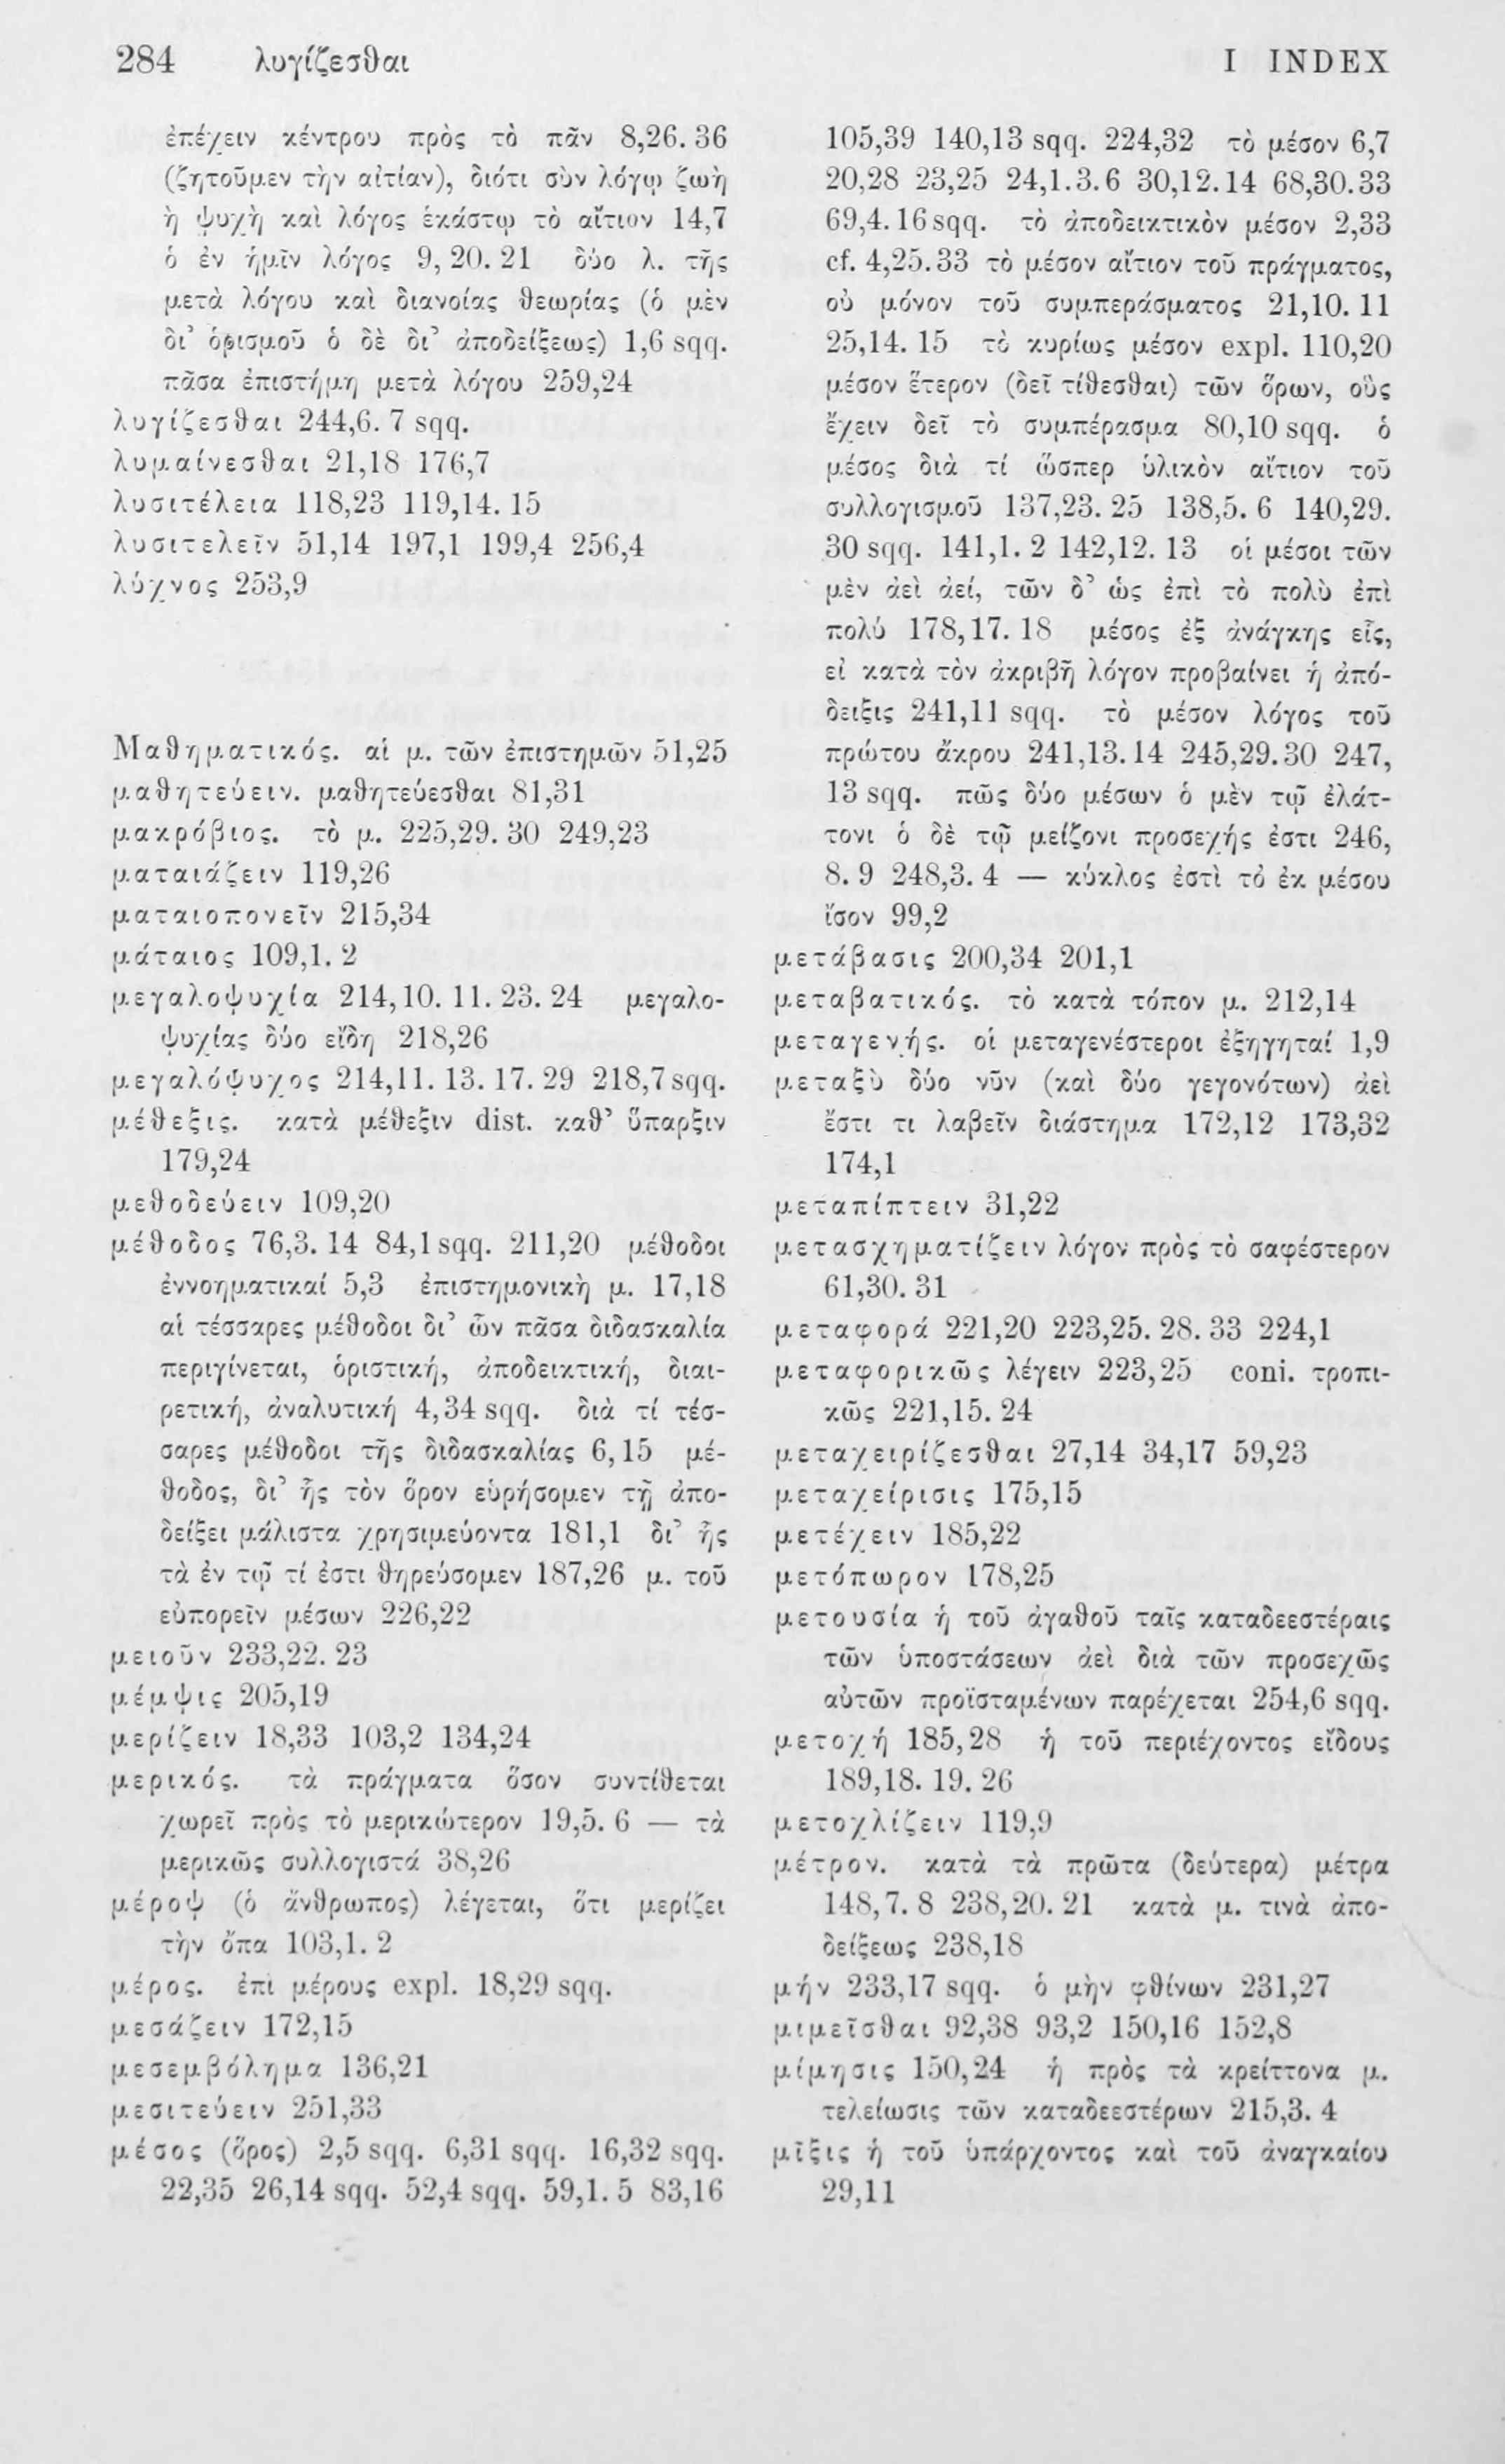 284 λυγίζεσθαι I INDEX
ἐπέχειν κέντρου πρὸς τὸ πᾶν 8,26. 36
(ζητοῦμεν τὴν αἰτίαν), διότι σὺν λόγῳ ζωὴ
ἡ ψυχὴ καὶ λόγος ἑκάστῳ τὸ αἴτιον 14,7
ὁ ἐν ἡμῖν λόγος 9, 20. 21 δύο λ. τῆς
μετὰ λόγου καὶ διανοίας θεωρίας (ὁ μὲν
δι’ ὁρισμοῦ ὁ δὲ δι’ ἀποδείξεως) 1,6 sqq.
πᾶσα ἐπιστήμη μετὰ λόγου 259,24
λυγίζεσθαι 244,6. 7 sqq.
λυμαίνεσθαι 21,18 176,7
λυσιτέλεια 118,23 119,14. 15
λυσιτελεῖν 51,14 197,1 199,4 256,4
λύχνος 253,9
Μαθηματικός. αἱ μ. τῶν ἐπιστημῶν 51,25
μαθητεύειν. μαθητεύεσθαι 81,31
μακρόβιος. τὸ μ. 225,29. 30 249,23
ματαιάζειν 119,26
ματαιοπονεῖν 215,34
μάταιος 109,1. 2
μεγαλοψυχία 214,10. 11. 23. 24 μεγαλο-
ψυχίας δύο εἴδη 218,26
μεγαλόψυχος 214,11. 13. 17. 29 218,7 sqq.
μέθεξις. κατὰ μέθεξιν dist. καθ’ ὕπαρξιν
179,24
μεθοδεύειν 109,20
μέθοδος 76,3. 14 84,1 sqq. 211,20 μέθοδοι
ἐννοηματικαί 5,3 ἐπιστημονικὴ μ. 17,18
αἱ τέσσαρες μέθοδοι δι’ ὧν πᾶσα διδασκαλία
περιγίνεται, ὁριστική, ἀποδεικτική, διαι-
ρετική, ἀναλυτική 4,34 sqq. διὰ τί τέσ-
σαρες μέθοδοι τῆς διδασκαλίας 6,15 μέ-
θοδος, δι’ ἧς τὸν ὅρον εὑρήσομεν τῇ ἀπο-
δείξει μάλιστα χρησιμεύοντα 181,1 δι’ ἧς
τὰ ἐν τῷ τί ἐστι θηρεύσομεν 187,26 μ. τοῦ
εὐπορεῖν μέσων 226,22
μειοῦν 233,22. 23
μέμψις 205,19
μερίζειν 18,33 103,2 134,24
μερικός. τὰ πράγματα ὅσον συντίθεται
χωρεῖ πρὸς τὸ μερικώτερον 19,5. 6 — τὰ
μερικῶς συλλογιστά 38,26
μέροψ (ὁ ἄνθρωπος) λέγεται, ὅτι μερίζει
τὴν ὄπα 103,1. 2
μέρος. ἐπὶ μέρους expl. 18,29 sqq.
μεσάζειν 172,15
μεσεμβόλημα 136,21
μεσιτεύειν 251,33
μέσος (ὅρος) 2,5 sqq. 6,31 sqq. 16,32 sqq.
22,35 26,14 sqq. 52,4 sqq. 59,1. 5 83,16
105,39 140,13 sqq. 224,32 τὸ μέσον 6,7
20,28 23,25 24,1. 3. 6 30,12. 14 68,30. 33
69,4. 16 sqq. τὸ ἀποδεικτικὸν μέσον 2,33
cf. 4,25. 33 τὸ μέσον αἴτιον τοῦ πράγματος,
οὐ μόνον τοῦ συμπεράσματος 21,10. 11
25,14. 15 τὸ κυρίως μέσον expl. 110,20
μέσον ἕτερον (δεῖ τίθεσθαι) τῶν ὅρων, οὓς
ἔχειν δεῖ τὸ συμπέρασμα 80,10 sqq. ὁ
μέσος διὰ τί ὥσπερ ὑλικὸν αἴτιον τοῦ
συλλογισμοῦ 137,23. 25 138,5. 6 140,29.
30 sqq. 141,1. 2 142,12. 13 οἱ μέσοι τῶν
μὲν ἀεὶ ἀεί, τῶν δ’ ὡς ἐπὶ τὸ πολὺ ἐπὶ
πολύ 178,17. 18 μέσος ἐξ ἀνάγκης εἷς,
εἰ κατὰ τὸν ἀκριβῆ λόγον προβαίνει ἡ ἀπό-
δειξις 241,11 sqq. τὸ μέσον λόγος τοῦ
πρώτου ἄκρου 241,13. 14 245,29. 30 247,
13 sqq. πῶς δύο μέσων ὁ μὲν τῷ ἐλάτ-
τονι ὁ δὲ τῷ μείζονι προσεχής ἐστι 246,
8. 9 248,3. 4 — κύκλος ἐστὶ τὸ ἐκ μέσου
ἴσον 99,2
μετάβασις 200,34 201,1
μεταβατικός. τὸ κατὰ τόπον μ. 212,14
μεταγενής. οἱ μεταγενέστεροι ἐξηγηταί 1,9
μεταξὺ δύο νῦν (καὶ δύο γεγονότων) ἀεὶ
ἔστι τι λαβεῖν διάστημα 172,12 173,32
174,1
μεταπίπτειν 31,22
μετασχηματίζειν λόγον πρὸς τὸ σαφέστερον
61,30. 31
μεταφορά 221,20 223,25. 28. 33 224,1
μεταφορικῶς λέγειν 223,25 coni. τροπι-
κῶς 221,15. 24
μεταχειρίζεσθαι 27,14 34,17 59,23
μεταχείρισις 175,15
μετέχειν 185,22
μετόπωρον 178,25
μετουσία ἡ τοῦ ἀγαθοῦ ταῖς καταδεεστέραις
τῶν ὑποστάσεων ἀεὶ διὰ τῶν προσεχῶς
αὐτῶν προϊσταμένων παρέχεται 254,6 sqq.
μετοχή 185,28 ἡ τοῦ περιέχοντος εἴδους
189,18. 19. 26
μετοχλίζειν 119,9
μέτρον. κατὰ τὰ πρῶτα (δεύτερα) μέτρα
148,7. 8 238,20. 21 κατὰ μ. τινὰ ἀπο-
δείξεως 238,18
μήν 233,17 sqq. ὁ μὴν φθίνων 231,27
μιμεῖσθαι 92,38 93,2 150,16 152,8
μίμησις 150,24 ἡ πρὸς τὰ κρείττονα μ.
τελείωσις τῶν καταδεεστέρων 215,3. 4
μῖξις ἡ τοῦ ὑπάρχοντος καὶ τοῦ ἀναγκαίου
29,11